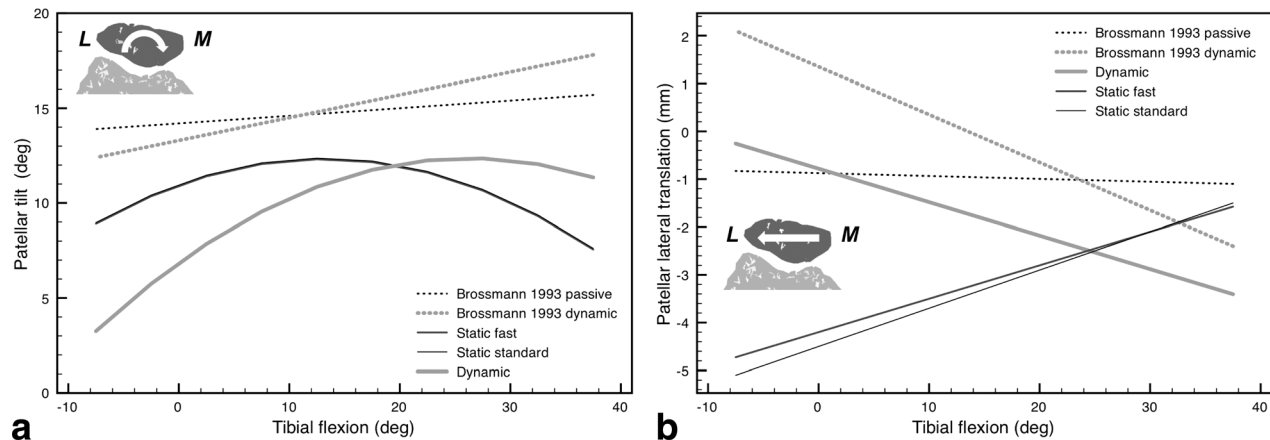 20
15
10
5
0
-10
0
10
20
30
40
Patellar tilt (deg)
Tibial flexion (deg)
L
M
Brossmann 1993 passive
Brossmann 1993 dynamic
Static fast
Static standard
Dynamic
a
2
1
0
-1
-2
-3
-4
-5
-10
0
10
20
30
40
Patellar lateral translation (mm)
Tibial flexion (deg)
Brossmann 1993 passive
Brossmann 1993 dynamic
Dynamic
Static fast
Static standard
L
M
b